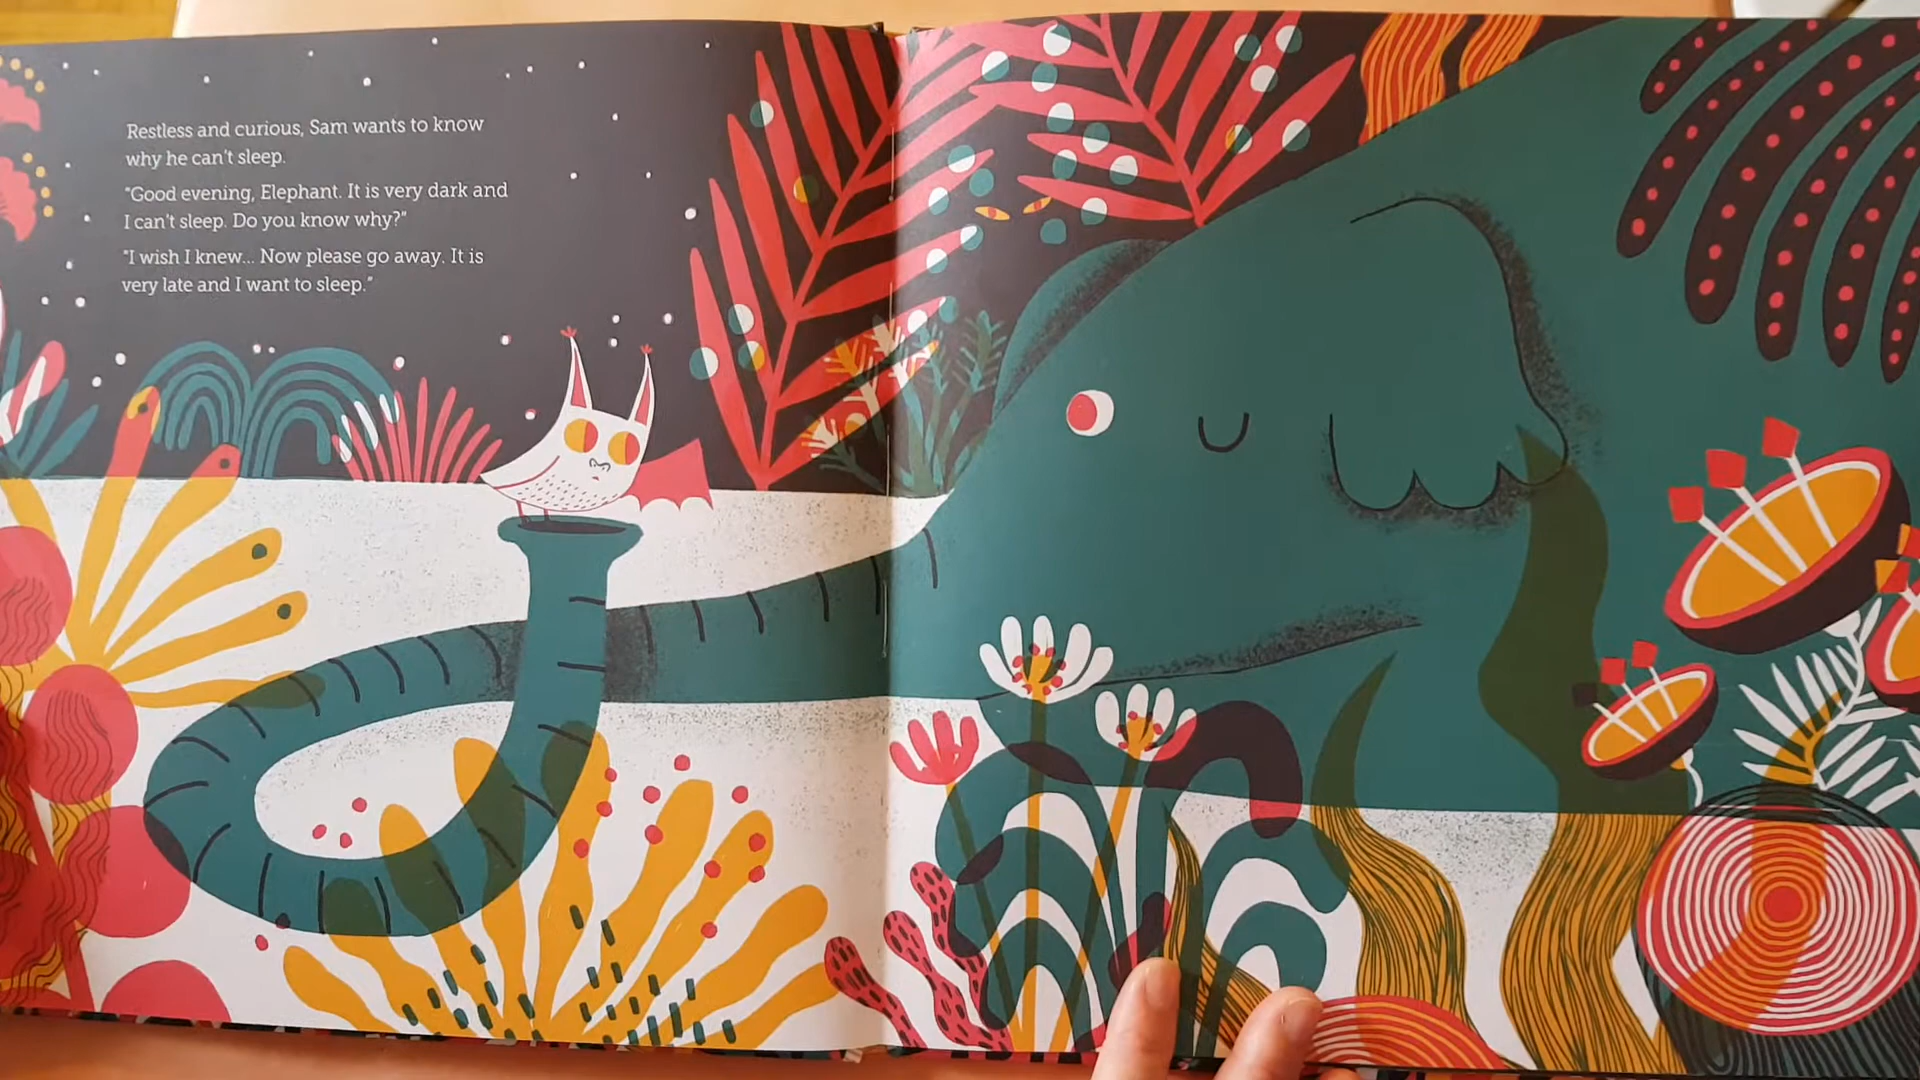 Restless and curious, Sam wants to know
why he can't sleep.
"Good evening, Elephant. It is very dark and
I can't sleep. Do you know why?"
"I wish I knew... Now please go away. It is
very late and I want to sleep."